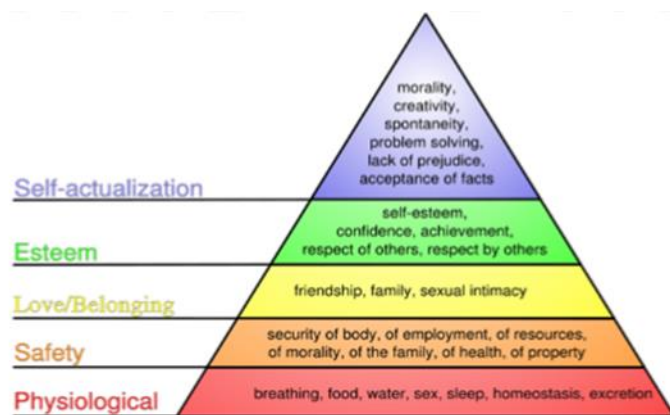 morality,
creativity,
spontaneity,
problem solving,
lack of prejudice,
acceptance of facts
Self-actualization
self-esteem,
confidence, achievement,
respect of others, respect by others
Esteem
friendship, family, sexual intimacy
Love/Belonging
security of body, of employment, of resources,
of morality, of the family, of health, of property
Safety
breathing, food, water, sex, sleep, homeostasis, excretion
Physiological